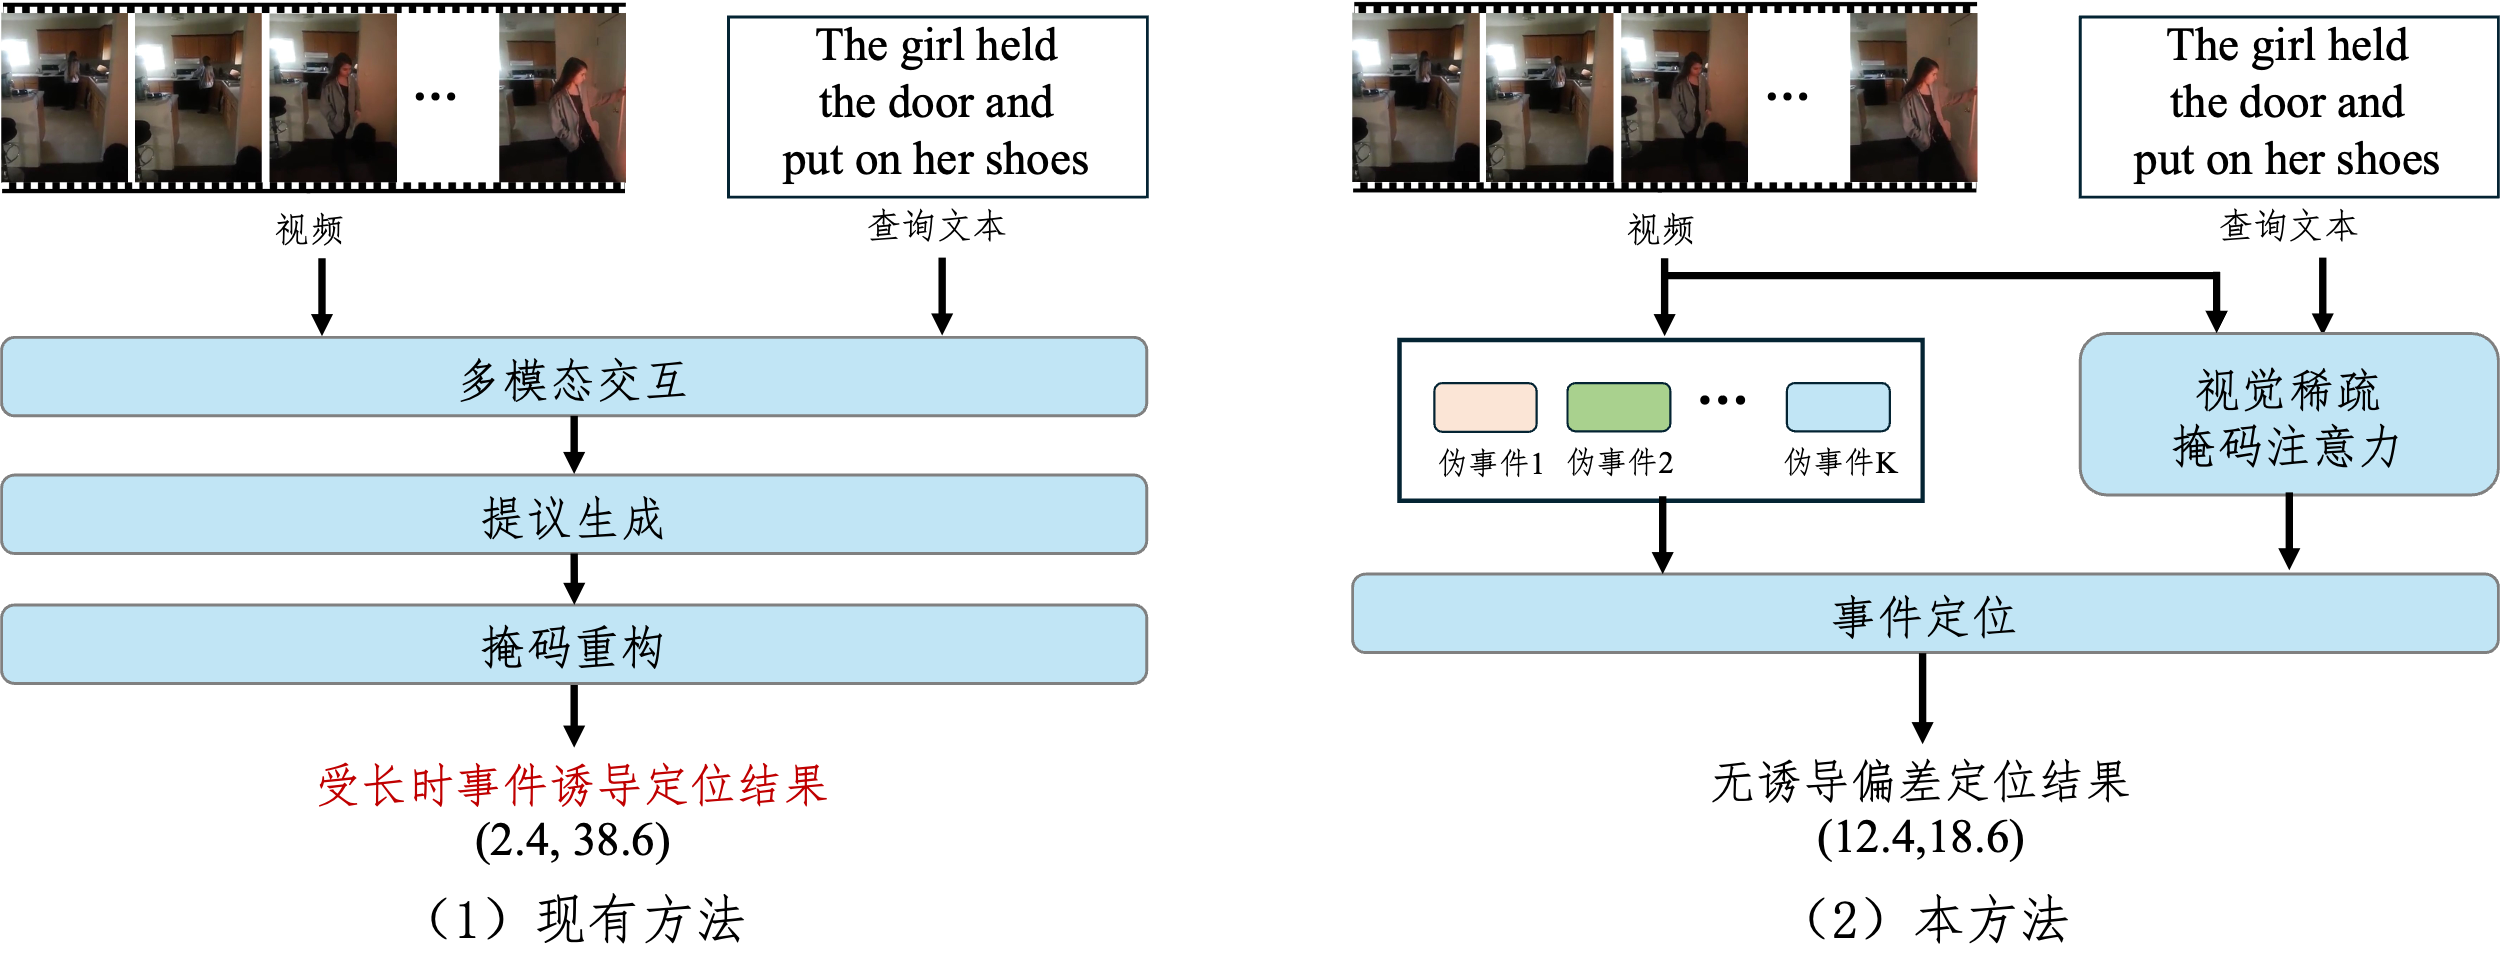 The girl held
the door and
put on her shoes
视频
查询文本
多模态交互
提议生成
掩码重构
受长时事件诱导定位结果
(2.4, 38.6)
（1）现有方法
The girl held
the door and
put on her shoes
视频
查询文本
伪事件1
伪事件2
伪事件K
视觉稀疏
掩码注意力
事件定位
无诱导偏差定位结果
(12.4,18.6)
（2）本方法